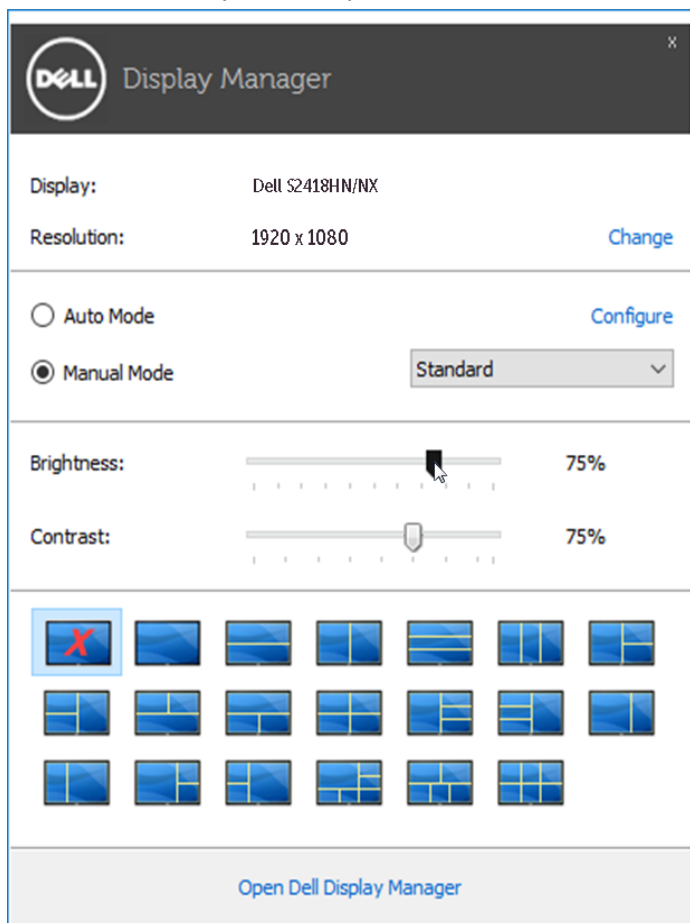 DELL Display Manager x
Display: Dell S2418HN/NX
Resolution: 1920 x 1080 Change
Auto Mode Configure
Manual Mode Standard
Brightness: 75%
Contrast: 75%
Open Dell Display Manager